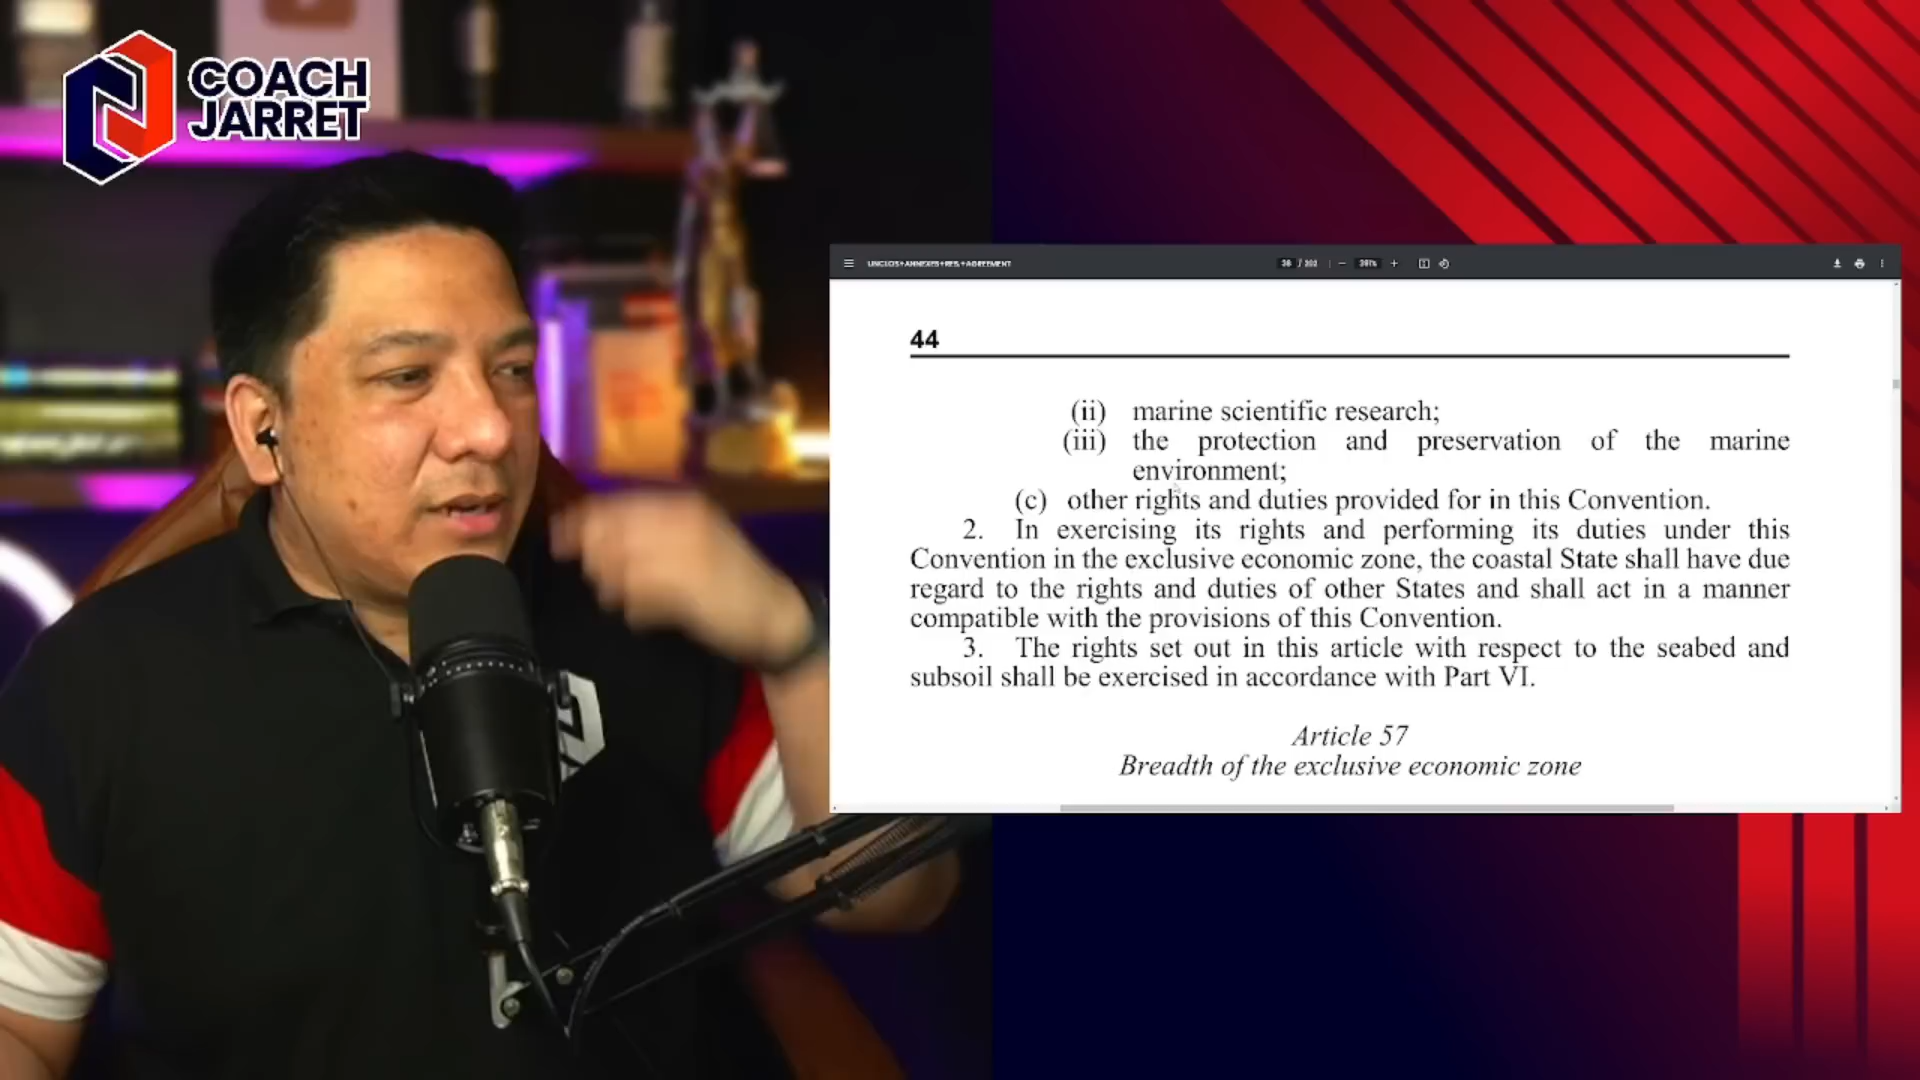 COACH
JARRET
UNCLOS+ANNEXES+RES.+AGREEMENT
/ 202
44
(ii) marine scientific research;
(iii) the protection and preservation of the marine
environment;
(c) other rights and duties provided for in this Convention.
2. In exercising its rights and performing its duties under this
Convention in the exclusive economic zone, the coastal State shall have due
regard to the rights and duties of other States and shall act in a manner
compatible with the provisions of this Convention.
3. The rights set out in this article with respect to the seabed and
subsoil shall be exercised in accordance with Part VI.
Article 57
Breadth of the exclusive economic zone